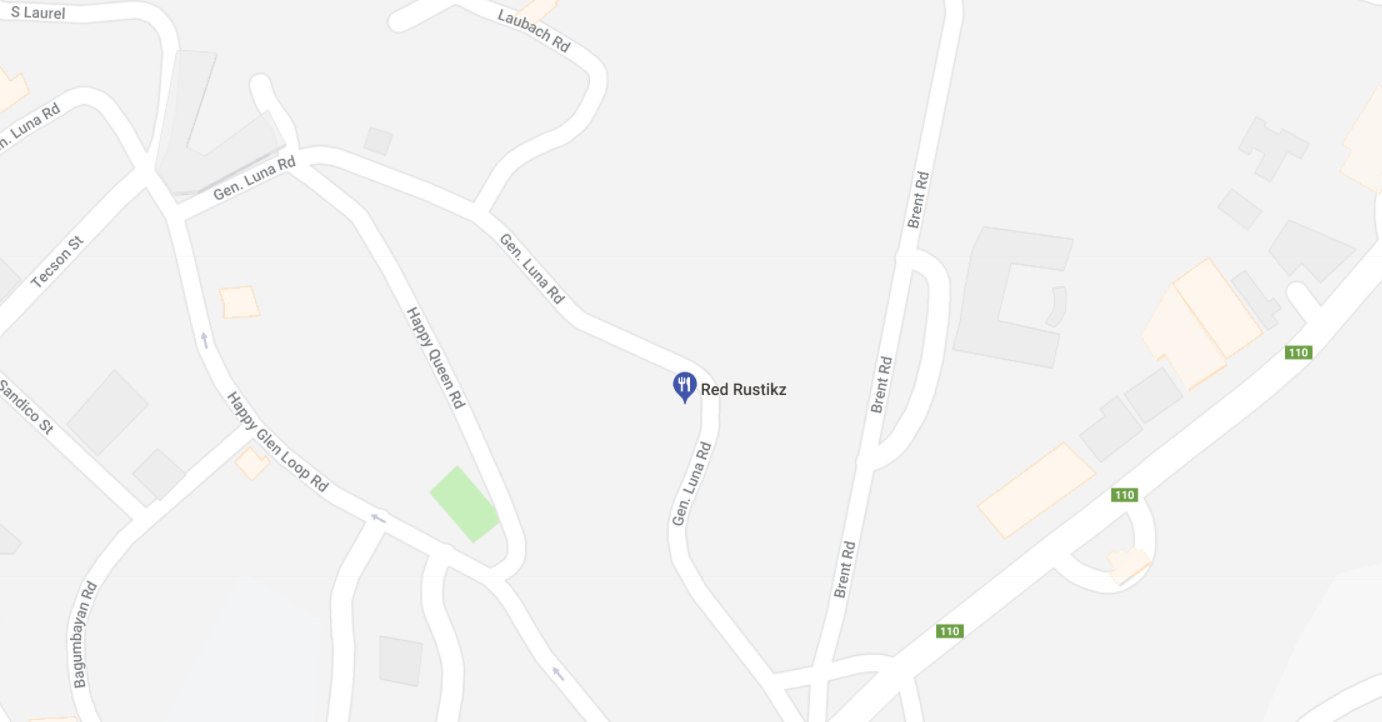 S Laurel
Laubach Rd
n. Luna Rd
Gen. Luna Rd
Brent Rd
Tecson St
Gen. Luna Rd
Happy Queen Rd
110
Brent Rd
Red Rustikz
Sandico St
Happy Glen Loop Rd
Gen. Luna Rd
110
Brent Rd
Bagumbayan Rd
110